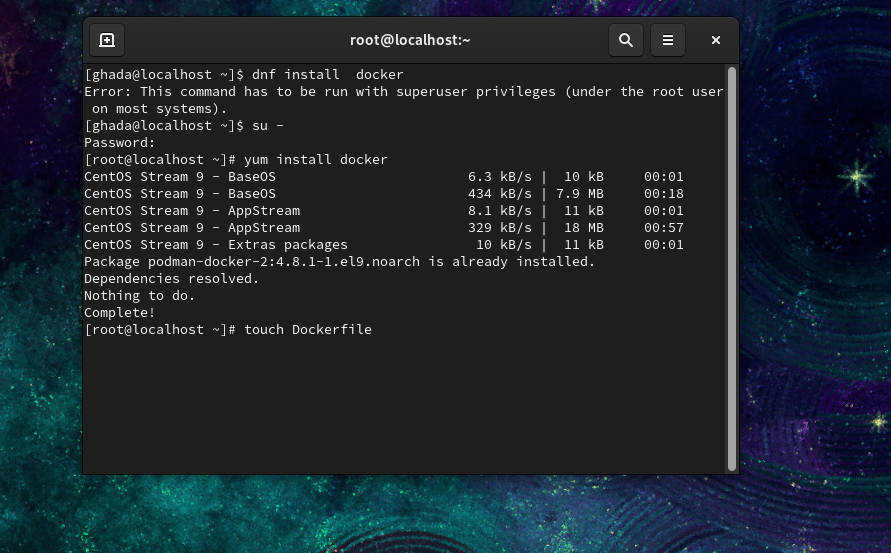 root@localhost:~
[ghada@localhost ~]$ dnf install  docker
Error: This command has to be run with superuser privileges (under the root user
 on most systems).
[ghada@localhost ~]$ su -
Password:
[root@localhost ~]# yum install docker
CentOS Stream 9 - BaseOS                        6.3 kB/s |  10 kB     00:01
CentOS Stream 9 - BaseOS                        434 kB/s | 7.9 MB     00:18
CentOS Stream 9 - AppStream                     8.1 kB/s |  11 kB     00:01
CentOS Stream 9 - AppStream                     329 kB/s |  18 MB     00:57
CentOS Stream 9 - Extras packages                10 kB/s |  11 kB     00:01
Package podman-docker-2:4.8.1-1.el9.noarch is already installed.
Dependencies resolved.
Nothing to do.
Complete!
[root@localhost ~]# touch Dockerfile